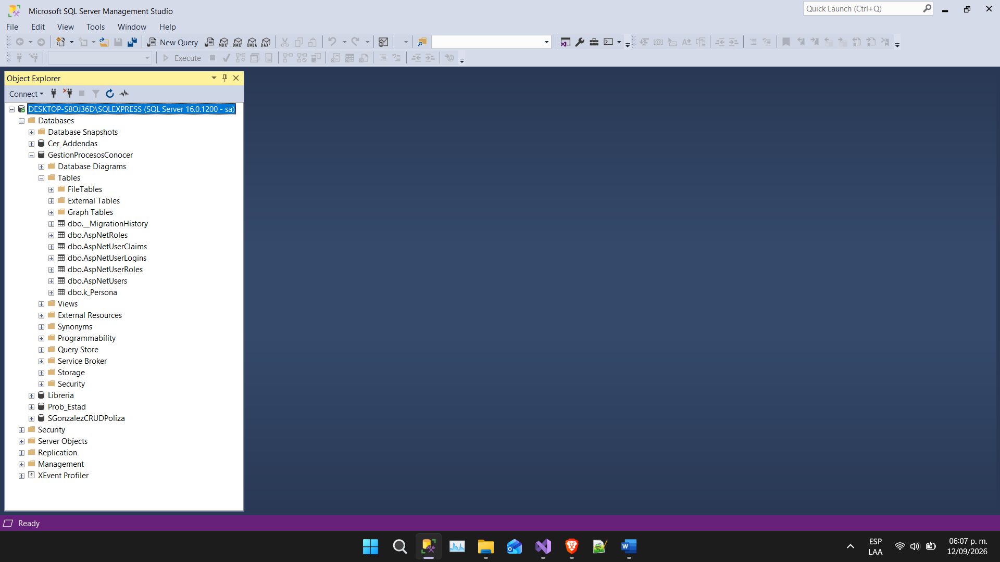 Microsoft SQL Server Management Studio
Quick Launch (Ctrl+Q)
File Edit View Tools Window Help
New Query MDX DMX XMLA DAX
Execute
Object Explorer
Connect
DESKTOP-S8OJ36D\SQLEXPRESS (SQL Server 16.0.1200 - sa)
Databases
Database Snapshots
Cer_Addendas
GestionProcesosConocer
Database Diagrams
Tables
FileTables
External Tables
Graph Tables
dbo.__MigrationHistory
dbo.AspNetRoles
dbo.AspNetUserClaims
dbo.AspNetUserLogins
dbo.AspNetUserRoles
dbo.AspNetUsers
dbo.k_Persona
Views
External Resources
Synonyms
Programmability
Query Store
Service Broker
Storage
Security
Libreria
Prob_Estad
SGonzalezCRUDPoliza
Security
Server Objects
Replication
Management
XEvent Profiler
Ready
ESP
LAA
06:07 p. m.
12/09/2026